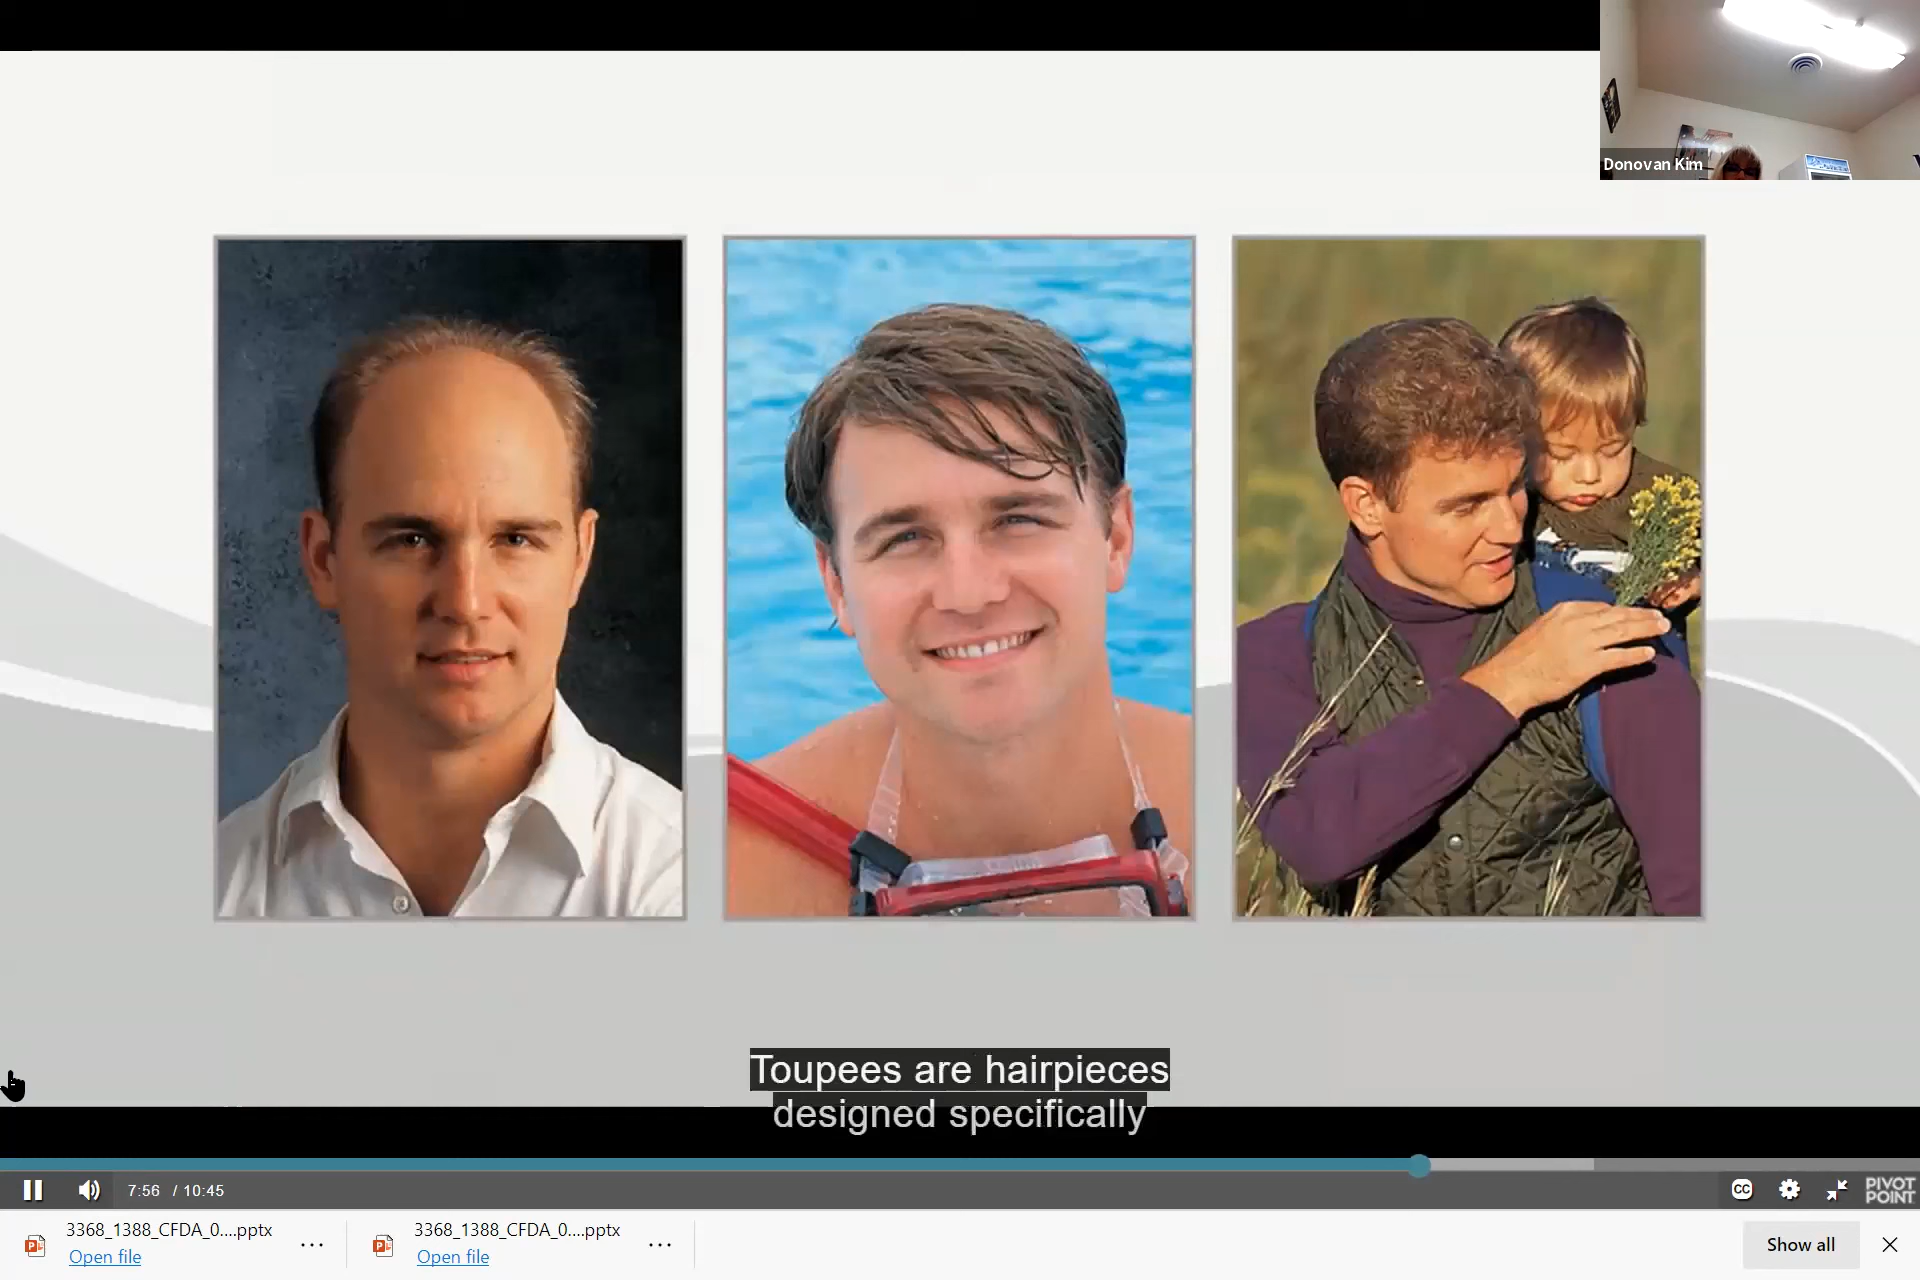 Donovan Kim
Toupees are hairpieces
designed specifically
7:56 / 10:45
CC
PIVOT
POINT
3368_1388_CFDA_0....pptx
Open file
3368_1388_CFDA_0....pptx
Open file
Show all